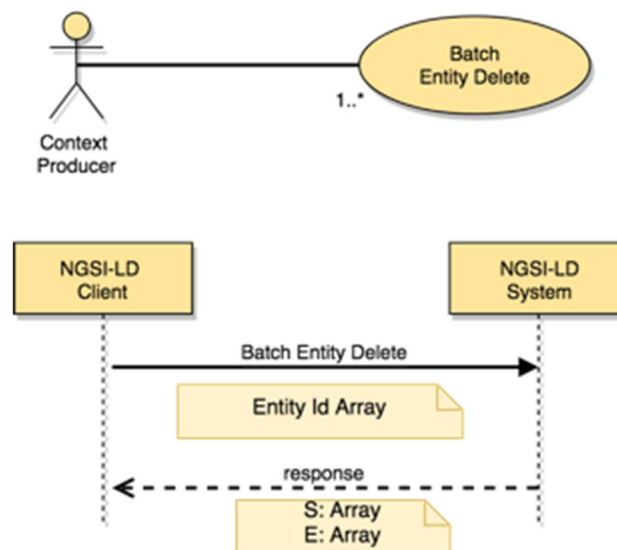 Batch
Entity Delete
1..*
Context
Producer
NGSI-LD
Client
NGSI-LD
System
Batch Entity Delete
Entity Id Array
response
S: Array
E: Array